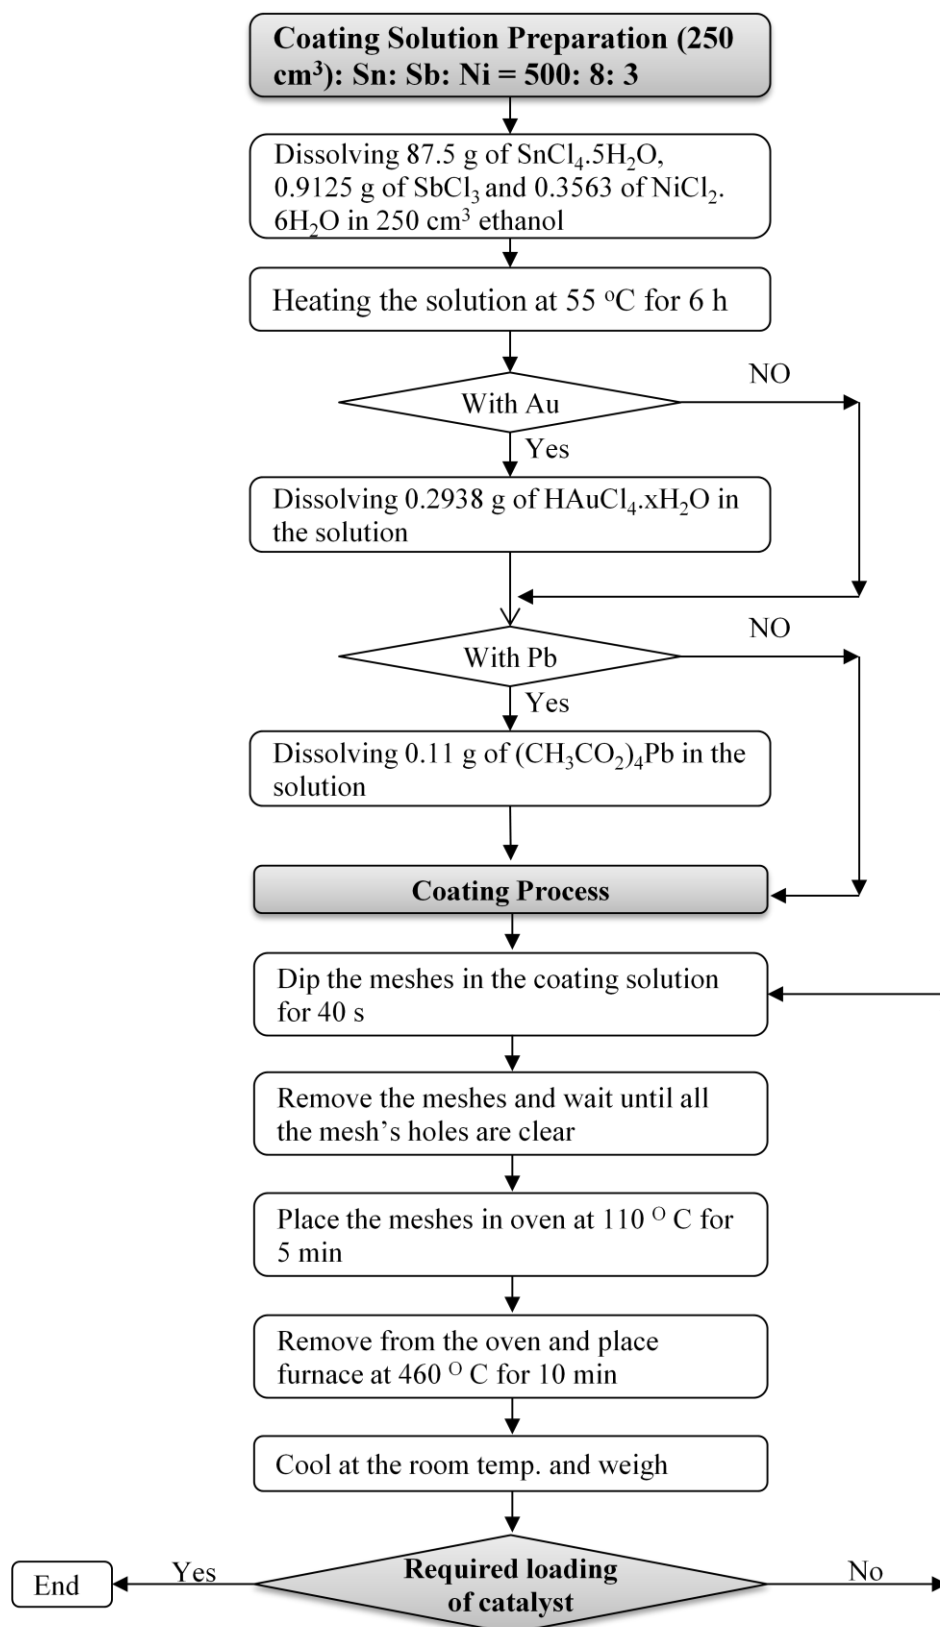 Coating Solution Preparation (250
cm³): Sn: Sb: Ni = 500: 8: 3
Dissolving 87.5 g of SnCl₄.5H₂O,
0.9125 g of SbCl₃ and 0.3563 of NiCl₂.
6H₂O in 250 cm³ ethanol
Heating the solution at 55 ᵒC for 6 h
With Au
NO
Yes
Dissolving 0.2938 g of HAuCl₄.xH₂O in
the solution
With Pb
NO
Yes
Dissolving 0.11 g of (CH₃CO₂)₄Pb in the
solution
Coating Process
Dip the meshes in the coating solution
for 40 s
Remove the meshes and wait until all
the mesh’s holes are clear
Place the meshes in oven at 110 ᴼ C for
5 min
Remove from the oven and place
furnace at 460 ᴼ C for 10 min
Cool at the room temp. and weigh
Required loading
of catalyst
Yes
No
End